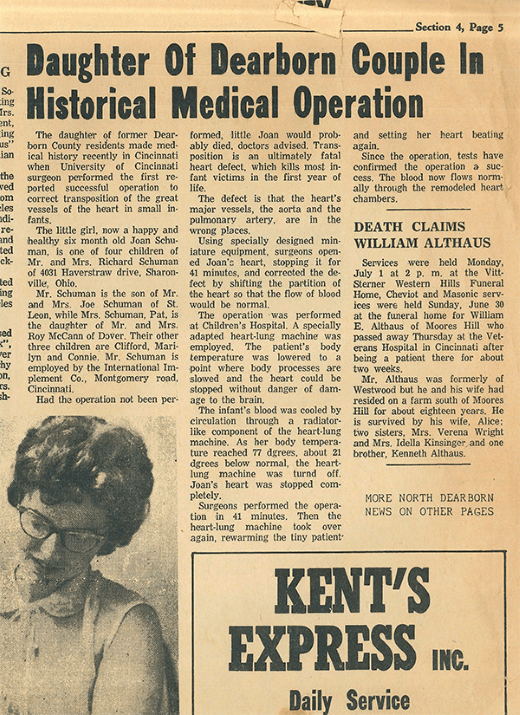 Section 4, Page 5
Daughter Of Dearborn Couple In
Historical Medical Operation
The daughter of former Dear-
born County residents made med-
ical history recently in Cincinnati
when University of Cincinnati
surgeon performed the first re-
ported successful operation to
correct transposition of the great
vessels of the heart in small in-
fants.
The little girl, now a happy and
healthy six month old Joan Schu-
man, is one of four children of
Mr. and Mrs. Richard Schuman
of 4031 Haverstraw drive, Sharon-
ville, Ohio.
Mr. Schuman is the son of Mr.
and Mrs. Joe Schuman of St.
Leon, while Mrs. Schuman, Pat, is
the daughter of Mr. and Mrs.
Roy McCann of Dover. Their other
three children are Clifford, Mari-
lyn and Connie. Mr. Schuman is
employed by the International Im-
plement Co., Montgomery road,
Cincinnati.
Had the operation not been per-
formed, little Joan would prob-
ably died, doctors advised. Trans-
position is an ultimately fatal
heart defect, which kills most in-
fant victims in the first year of
life.
The defect is that the heart's
major vessels, the aorta and the
pulmonary artery, are in the
wrong places.
Using specially designed min-
iature equipment, surgeons open-
ed Joan's heart, stopping it for
41 minutes, and corrected the de-
fect by shifting the partition of
the heart so that the flow of blood
would be normal.
The operation was performed
at Children's Hospital. A specially
adapted heart-lung machine was
employed. The patient's body
temperature was lowered to a
point where body processes are
slowed and the heart could be
stopped without danger of dam-
age to the brain.
The infant's blood was cooled by
circulation through a radiator-
like component of the heart-lung
machine. As her body tempera-
ture reached 77 dgrees, about 21
dgrees below normal, the heart-
lung machine was turned off.
Joan's heart was stopped com-
pletely.
Surgeons performed the opera-
tion in 41 minutes. Then the
heart-lung machine took over
again, rewarming the tiny patient
and setting her heart beating
again.
Since the operation, tests have
confirmed the operation a suc-
cess. The blood now flows norm-
ally through the remodeled heart
chambers.
DEATH CLAIMS
WILLIAM ALTHAUS
Services were held Monday,
July 1 at 2 p. m. at the Vitt-
Sterner Western Hills Funeral
Home, Cheviot and Masonic serv-
ices were held Sunday, June 30
at the funeral home for William
E. Althaus of Moores Hill who
passed away Thursday at the Vet-
erans Hospital in Cincinnati after
being a patient there for about
two weeks.
Mr. Althaus was formerly of
Westwood but he and his wife had
resided on a farm south of Moores
Hill for about eighteen years. He
is survived by his wife, Alice;
two sisters, Mrs. Verena Wright
and Mrs. Idella Kinsinger and one
brother, Kenneth Althaus.
MORE NORTH DEARBORN
NEWS ON OTHER PAGES
KENT'S
EXPRESS INC.
Daily Service